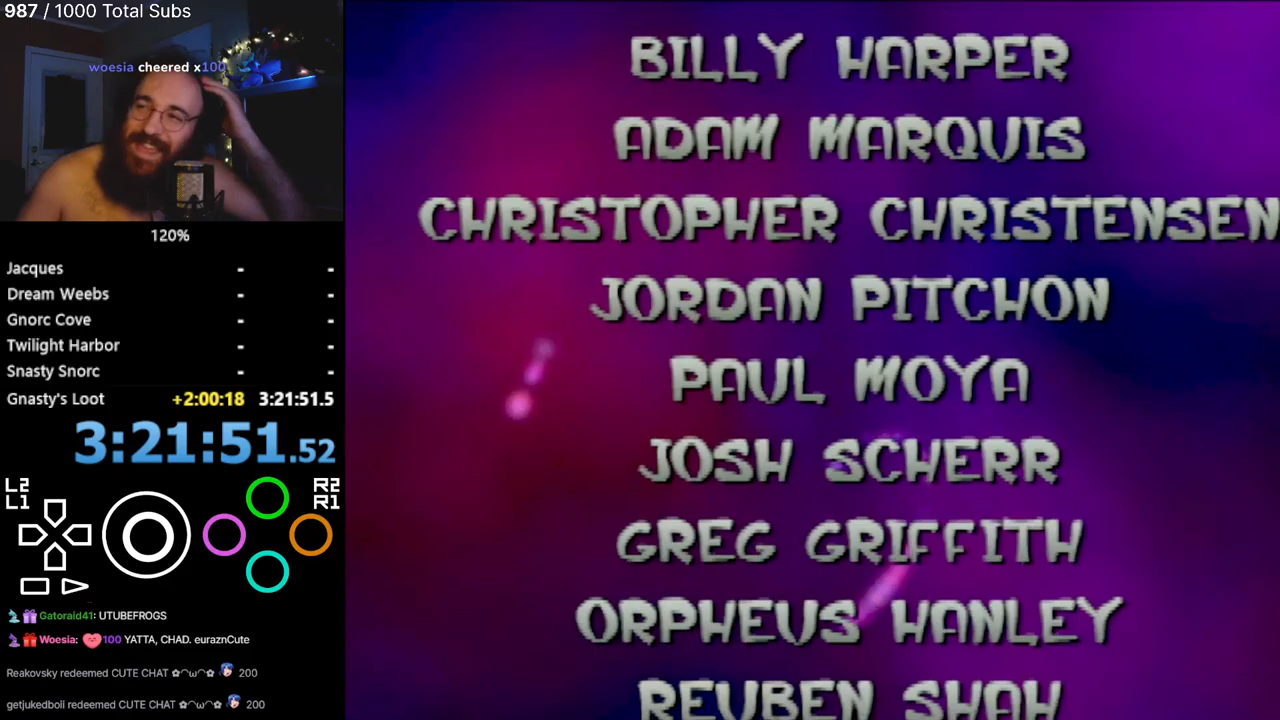 987 / 1000 Total Subs
woesia cheered x100
120%
Jacques - -
Dream Weebs - -
Gnorc Cove - -
Twilight Harbor - -
Snasty Snorc - -
Gnasty's Loot +2:00:18 3:21:51.5
3:21:51.52
L2 R2
L1 R1
Gatoraid41: UTUBEFROGS
Woesia: 100 YATTA, CHAD. euraznCute
Reakovsky redeemed CUTE CHAT ✿◠ω◠✿ 200
getjukedboii redeemed CUTE CHAT ✿◠ω◠✿ 200
BILLY HARPER
ADAM MARQUIS
CHRISTOPHER CHRISTENSEN
JORDAN PITCHON
PAUL MOYA
JOSH SCHERR
GREG GRIFFITH
ORPHEUS HANLEY
REUBEN SHAH